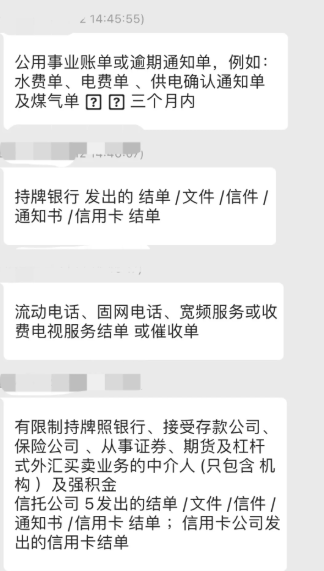 14:45:55)
公用事业账单或逾期通知单，例如：
水费单、电费单 、供电确认通知单
及煤气单 ⍰ ⍰ 三个月内
持牌银行 发出的 结单 /文件 /信件 /
通知书 /信用卡 结单
流动电话、固网电话、宽频服务或收
费电视服务结单 或催收单
有限制持牌照银行、接受存款公司、
保险公司 、从事证券、期货及杠杆
式外汇买卖业务的中介人 (只包含 机
构 ）及强积金
信托公司 5发出的结单 /文件 /信件 /
通知书 /信用卡 结单 ；信用卡公司发
出的信用卡结单